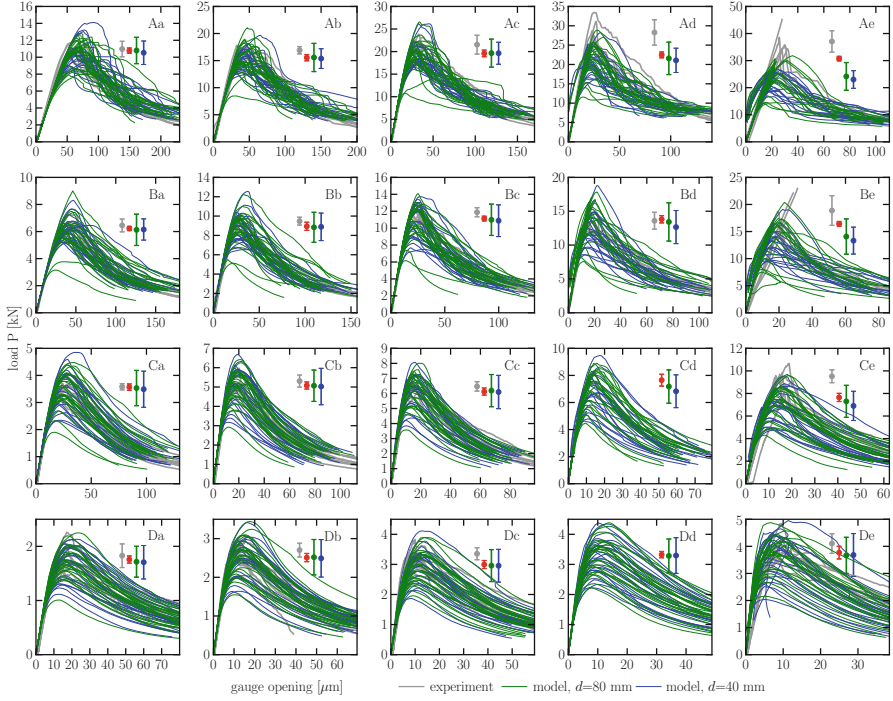 16 14 12 10 8 6 4 2 0
Aa
0 50 100 150 200
25 20 15 10 5 0
Ab
0 50 100 150 200
30 25 20 15 10 5 0
Ac
0 50 100 150
35 30 25 20 15 10 5 0
Ad
0 50 100
50 40 30 20 10 0
Ae
0 20 40 60 80 100
10 8 6 4 2 0
Ba
0 50 100 150
14 12 10 8 6 4 2 0
Bb
0 50 100 150
16 14 12 10 8 6 4 2 0
Bc
0 50 100
20 15 10 5 0
Bd
0 20 40 60 80 100
25 20 15 10 5 0
Be
0 20 40 60 80
load P [kN]
5 4 3 2 1 0
Ca
0 50 100
7 6 5 4 3 2 1 0
Cb
0 20 40 60 80 100
9 8 7 6 5 4 3 2 1 0
Cc
0 20 40 60 80
10 8 6 4 2 0
Cd
0 10 20 30 40 50 60 70
12 10 8 6 4 2 0
Ce
0 10 20 30 40 50 60
2 1 0
Da
0 10 20 30 40 50 60 70
3 2 1 0
Db
0 10 20 30 40 50 60 70
4 3 2 1 0
Dc
0 10 20 30 40 50
4 3 2 1 0
Dd
0 10 20 30 40
5 4 3 2 1 0
De
0 10 20 30
gauge opening [μm]
experiment
model, d=80 mm
model, d=40 mm